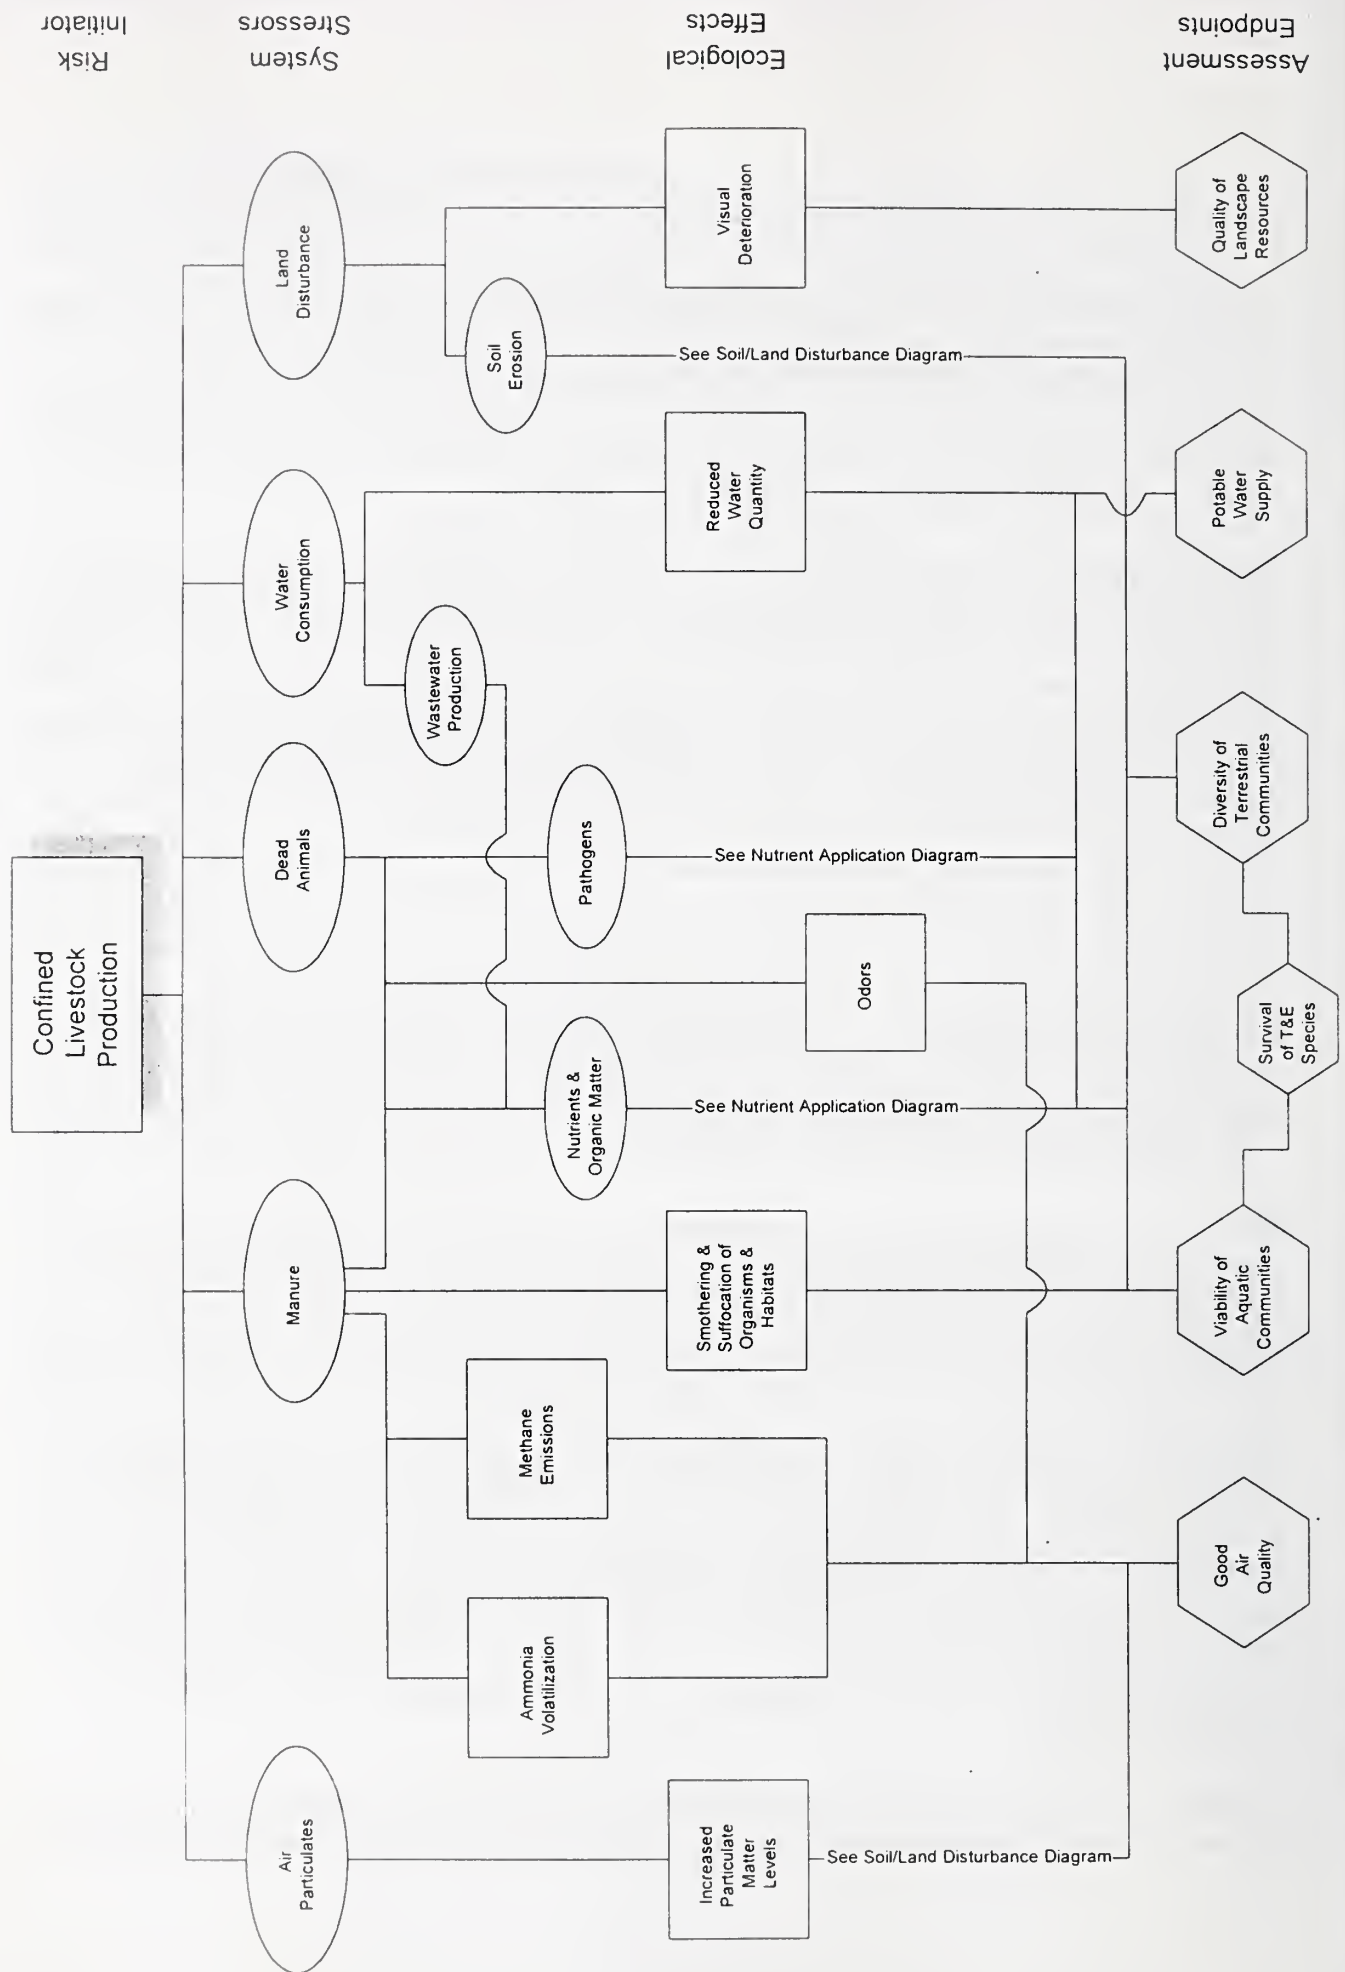 Risk
Initiator
System
Stressors
Ecological
Effects
Assessment
Endpoints
Confined
Livestock
Production
Air
Particulates
Manure
Dead
Animals
Water
Consumption
Land
Disturbance
Wastewater
Production
Soil
Erosion
Ammonia
Volatilization
Methane
Emissions
Nutrients &
Organic Matter
Pathogens
Increased
Particulate
Matter
Levels
Smothering &
Suffocation of
Organisms &
Habitats
Odors
Reduced
Water
Quantity
Visual
Deterioration
See Soil/Land Disturbance Diagram
See Nutrient Application Diagram
See Nutrient Application Diagram
See Soil/Land Disturbance Diagram
Good
Air
Quality
Viability of
Aquatic
Communities
Survival
of T&E
Species
Diversity of
Terrestrial
Communities
Potable
Water
Supply
Quality of
Landscape
Resources